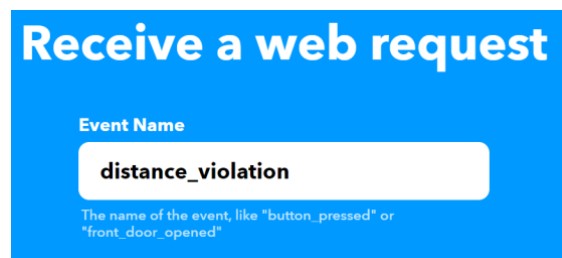 Receive a web request
Event Name
distance_violation
The name of the event, like "button_pressed" or
"front_door_opened"